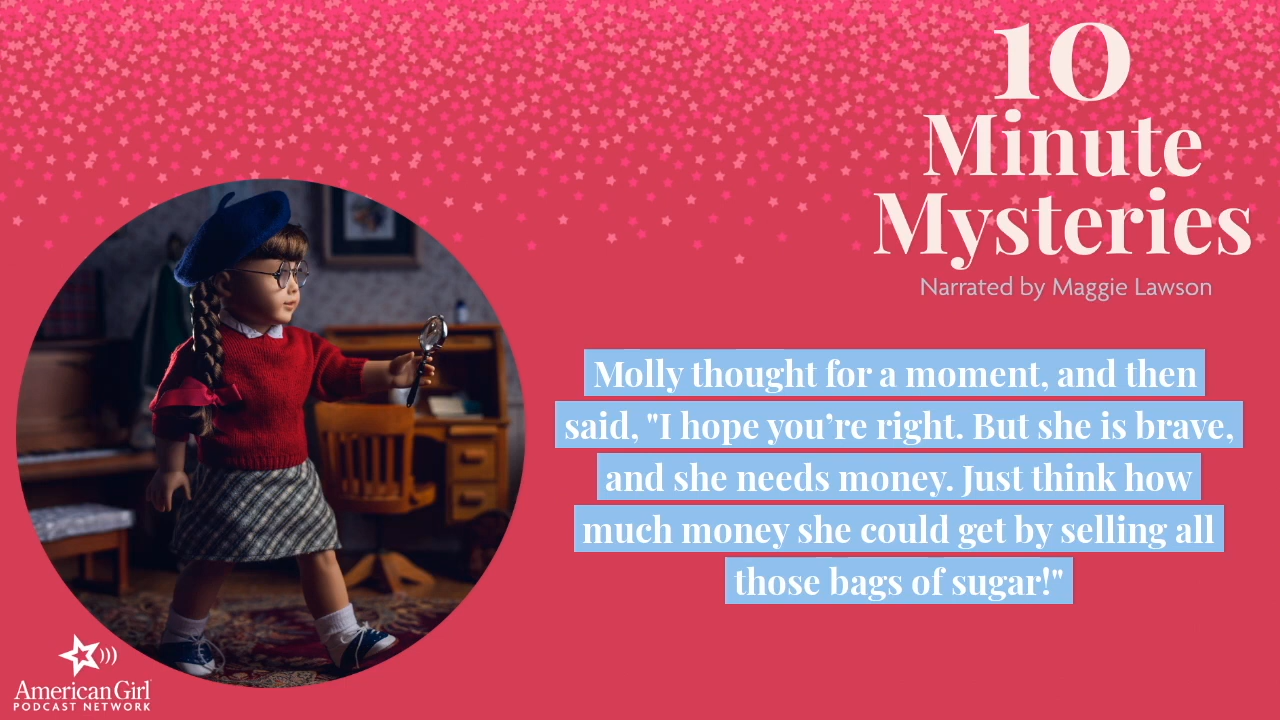 10
Minute
Mysteries
Narrated by Maggie Lawson
Molly thought for a moment, and then
said, "I hope you’re right. But she is brave,
and she needs money. Just think how
much money she could get by selling all
those bags of sugar!"
American Girl
PODCAST NETWORK